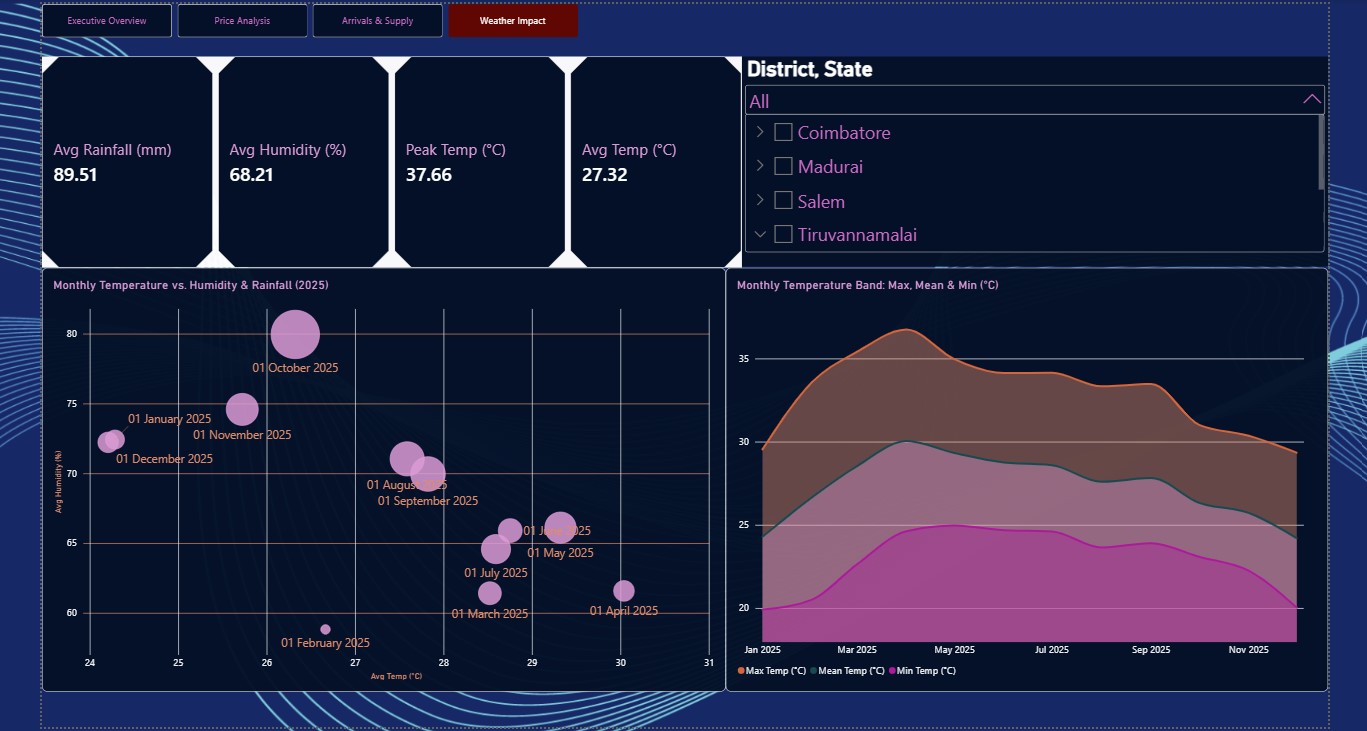 Executive Overview
Price Analysis
Arrivals & Supply
Weather Impact
Avg Rainfall (mm)
89.51
Avg Humidity (%)
68.21
Peak Temp (°C)
37.66
Avg Temp (°C)
27.32
District, State
All
Coimbatore
Madurai
Salem
Tiruvannamalai
Monthly Temperature vs. Humidity & Rainfall (2025)
Avg Humidity (%)
80
75
70
65
60
01 October 2025
01 January 2025
01 November 2025
01 December 2025
01 August 2025
01 September 2025
01 June 2025
01 May 2025
01 July 2025
01 March 2025
01 April 2025
01 February 2025
24 25 26 27 28 29 30 31
Avg Temp (°C)
Monthly Temperature Band: Max, Mean & Min (°C)
35
30
25
20
Jan 2025 Mar 2025 May 2025 Jul 2025 Sep 2025 Nov 2025
Max Temp (°C) Mean Temp (°C) Min Temp (°C)